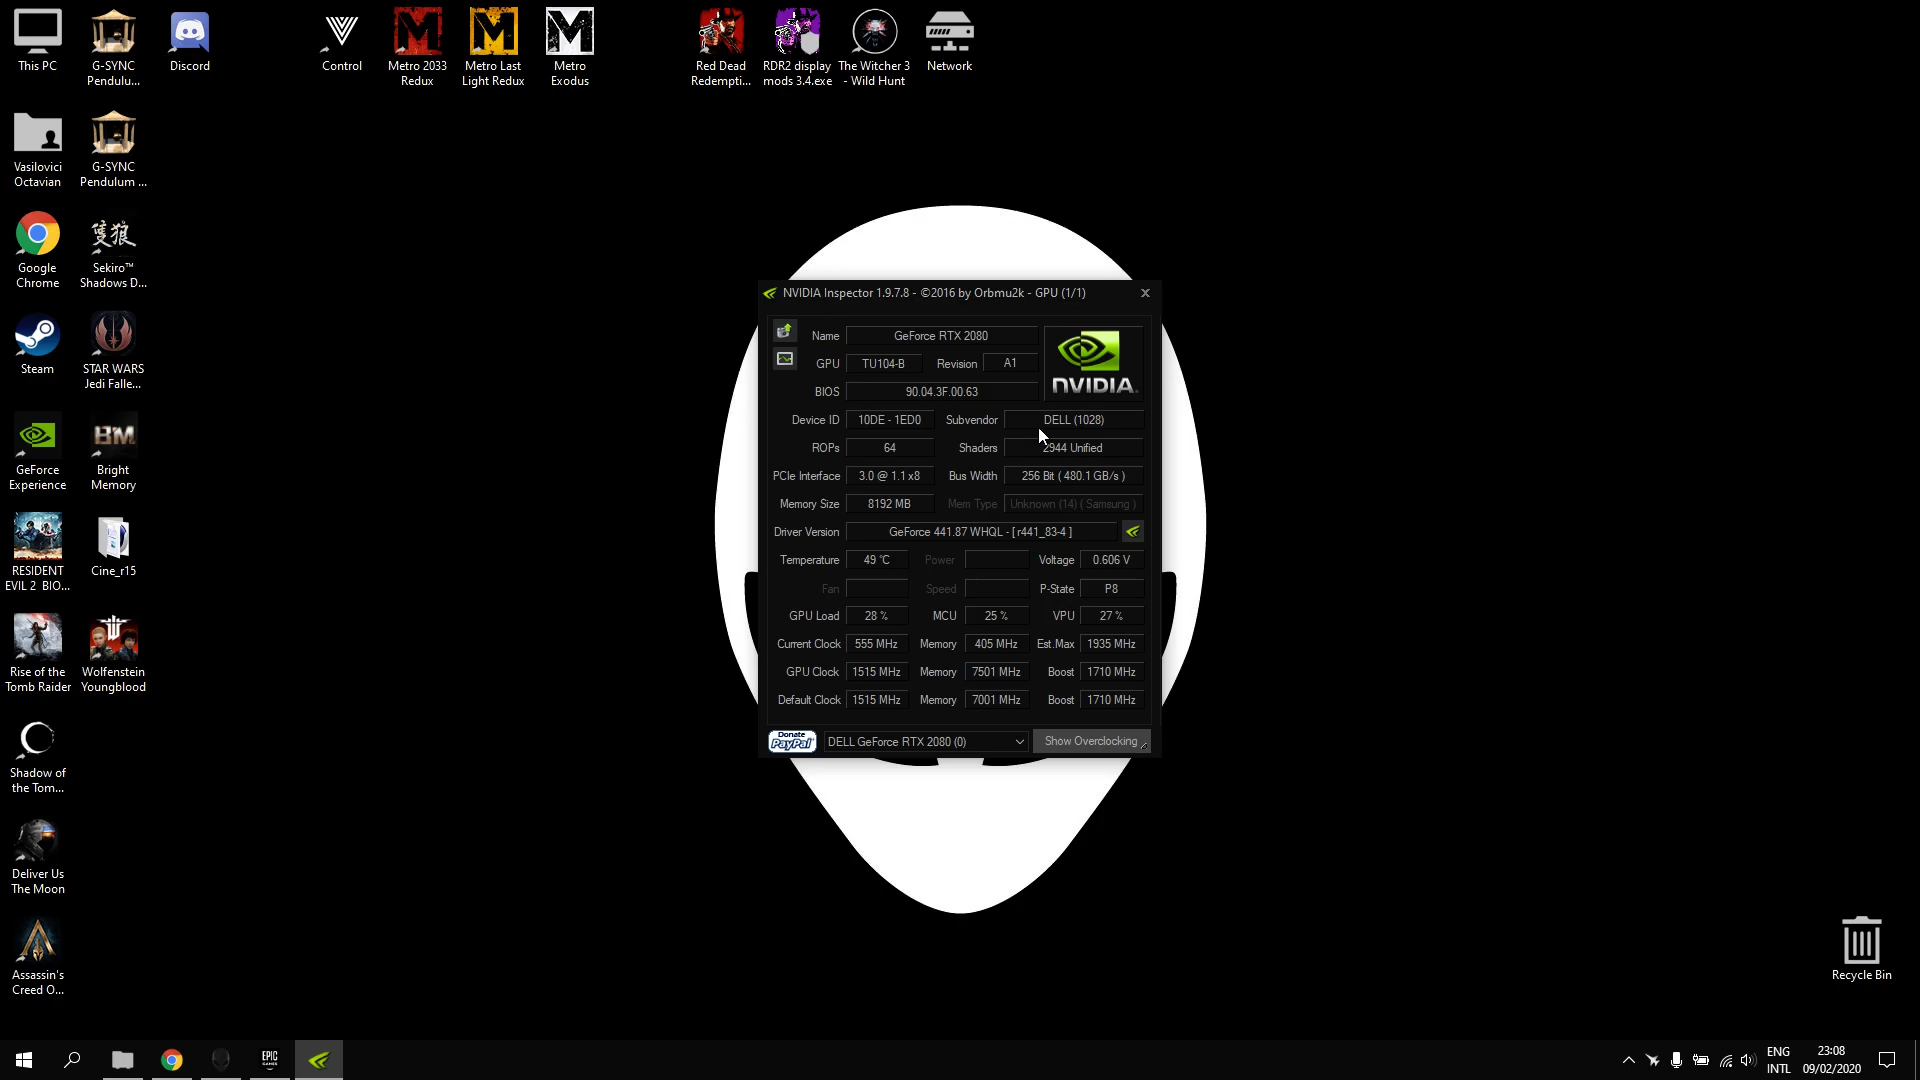 This PC
G-SYNC
Pendulu...
Discord
Control
Metro 2033
Redux
Metro Last
Light Redux
Metro
Exodus
Red Dead
Redempti...
RDR2 display
mods 3.4.exe
The Witcher 3
- Wild Hunt
Network
Vasilovici
Octavian
G-SYNC
Pendulum ...
Google
Chrome
隻狼
Sekiro™
Shadows D...
Steam
STAR WARS
Jedi Falle...
GeForce
Experience
BM
Bright
Memory
RESIDENT
EVIL 2 BIO...
Cine_r15
Rise of the
Tomb Raider
Wolfenstein
Youngblood
Shadow of
the Tom...
Deliver Us
The Moon
Assassin's
Creed O...
NVIDIA Inspector 1.9.7.8 - ©2016 by Orbmu2k - GPU (1/1)
Name GeForce RTX 2080
NVIDIA.
GPU TU104-B Revision A1
BIOS 90.04.3F.00.63
Device ID 10DE - 1ED0 Subvendor DELL (1028)
ROPs 64 Shaders 2944 Unified
PCIe Interface 3.0 @ 1.1 x8 Bus Width 256 Bit ( 480.1 GB/s )
Memory Size 8192 MB Mem Type Unknown (14) ( Samsung )
Driver Version GeForce 441.87 WHQL - [ r441_83-4 ]
Temperature 49 °C Power Voltage 0.606 V
Fan Speed P-State P8
GPU Load 28 % MCU 25 % VPU 27 %
Current Clock 555 MHz Memory 405 MHz Est.Max 1935 MHz
GPU Clock 1515 MHz Memory 7501 MHz Boost 1710 MHz
Default Clock 1515 MHz Memory 7001 MHz Boost 1710 MHz
Donate
PayPal
DELL GeForce RTX 2080 (0) Show Overclocking
Recycle Bin
EPIC
GAMES
ENG
INTL
23:08
09/02/2020